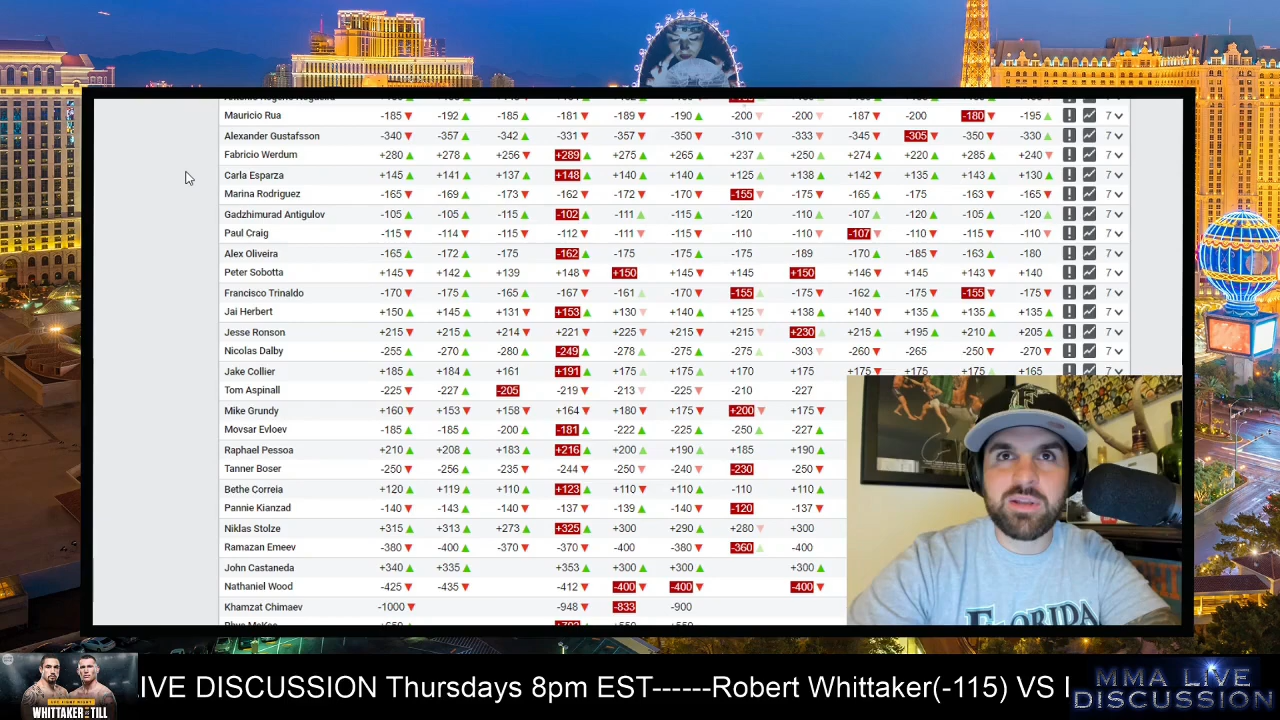 Mauricio Rua -185 -192 -185 -181 -189 -190 -200 -200 -187 -200 -180 -195 7
Alexander Gustafsson -340 -357 -342 -331 -357 -350 -310 -333 -345 -305 -350 -330 7
Fabricio Werdum +280 +278 +256 +289 +275 +265 +237 +250 +274 +220 +285 +240 7
Carla Esparza +145 +141 +137 +148 +140 +140 +125 +138 +142 +135 +143 +130 7
Marina Rodriguez -165 -169 -173 -162 -172 -170 -155 -175 -165 -175 -163 -165 7
Gadzhimurad Antigulov -105 -105 -115 -102 -111 -115 -120 -110 -107 -120 -105 -120 7
Paul Craig -115 -114 -115 -112 -111 -115 -110 -110 -107 -110 -115 -110 7
Alex Oliveira -165 -172 -175 -162 -175 -175 -175 -189 -170 -185 -163 -180 7
Peter Sobotta +145 +142 +139 +148 +150 +145 +145 +150 +146 +145 +143 +140 7
Francisco Trinaldo -170 -175 -165 -167 -161 -170 -155 -175 -162 -175 -155 -175 7
Jai Herbert +150 +145 +131 +153 +130 +140 +125 +138 +140 +135 +135 +135 7
Jesse Ronson +215 +215 +214 +221 +225 +215 +215 +230 +215 +195 +210 +205 7
Nicolas Dalby -255 -270 -280 -249 -278 -275 -275 -303 -260 -265 -250 -270 7
Jake Collier +185 +184 +161 +191 +175 +175 +170 +175 +175 +175 +175 +165 7
Tom Aspinall -225 -227 -205 -219 -213 -225 -210 -227
Mike Grundy +160 +153 +158 +164 +180 +175 +200 +175
Movsar Evloev -185 -185 -200 -181 -222 -225 -250 -227
Raphael Pessoa +210 +208 +183 +216 +200 +190 +185 +190
Tanner Boser -250 -256 -235 -244 -250 -240 -230 -250
Bethe Correia +120 +119 +110 +123 +110 +110 -110 +110
Pannie Kianzad -140 -143 -140 -137 -139 -140 -120 -137
Niklas Stolze +315 +313 +273 +325 +300 +290 +280 +300
Ramazan Emeev -380 -400 -370 -370 -400 -380 -360 -400
John Castaneda +340 +335 +353 +300 +300 +300
Nathaniel Wood -425 -435 -412 -400 -400 -400
Khamzat Chimaev -1000 -948 -833 -900
FLORIDA
WHITTAKER TILL
IVE DISCUSSION Thursdays 8pm EST------Robert Whittaker(-115) VS
MMA LIVE
DISCUSSION